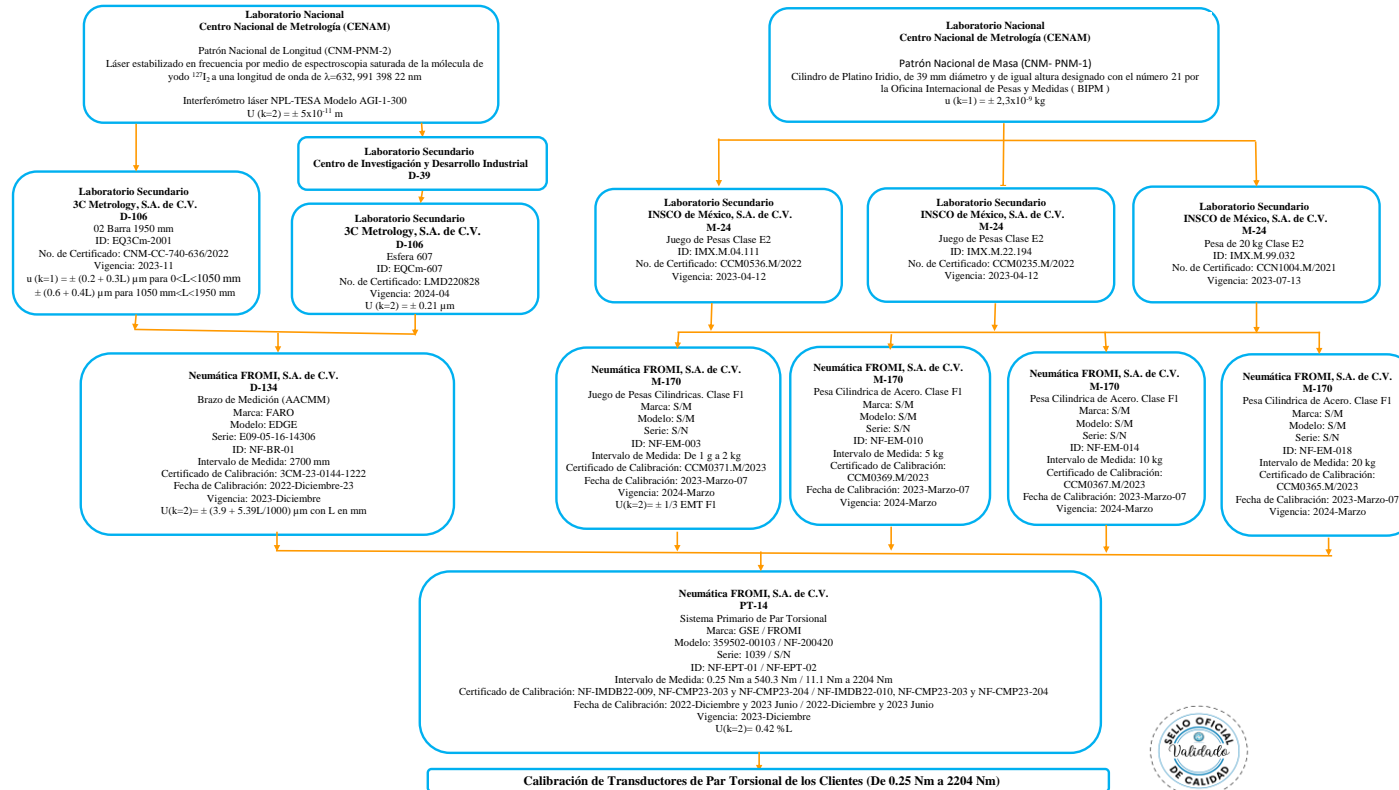 Laboratorio Nacional
Centro Nacional de Metrología (CENAM)
Patrón Nacional de Longitud (CNM-PNM-2)
Láser estabilizado en frecuencia por medio de espectroscopia saturada de la mólecula de
yodo ¹²⁷I₂ a una longitud de onda de λ=632, 991 398 22 nm
Interferómetro láser NPL-TESA Modelo AGI-1-300
U (k=2) = ± 5x10⁻¹¹ m
Laboratorio Nacional
Centro Nacional de Metrología (CENAM)
Patrón Nacional de Masa (CNM- PNM-1)
Cilindro de Platino Iridio, de 39 mm diámetro y de igual altura designado con el número 21 por
la Oficina Internacional de Pesas y Medidas ( BIPM )
u (k=1) = ± 2,3x10⁻⁹ kg
Laboratorio Secundario
Centro de Investigación y Desarrollo Industrial
D-39
Laboratorio Secundario
3C Metrology, S.A. de C.V.
D-106
02 Barra 1950 mm
ID: EQ3Cm-2001
No. de Certificado: CNM-CC-740-636/2022
Vigencia: 2023-11
u (k=1) = ± (0.2 + 0.3L) µm para 0<L<1050 mm
± (0.6 + 0.4L) µm para 1050 mm<L<1950 mm
Laboratorio Secundario
3C Metrology, S.A. de C.V.
D-106
Esfera 607
ID: EQCm-607
No. de Certificado: LMD220828
Vigencia: 2024-04
U (k=2) = ± 0.21 µm
Laboratorio Secundario
INSCO de México, S.A. de C.V.
M-24
Juego de Pesas Clase E2
ID: IMX.M.04.111
No. de Certificado: CCM0536.M/2022
Vigencia: 2023-04-12
Laboratorio Secundario
INSCO de México, S.A. de C.V.
M-24
Juego de Pesas Clase E2
ID: IMX.M.22.194
No. de Certificado: CCM0235.M/2022
Vigencia: 2023-04-12
Laboratorio Secundario
INSCO de México, S.A. de C.V.
M-24
Pesa de 20 kg Clase E2
ID: IMX.M.99.032
No. de Certificado: CCN1004.M/2021
Vigencia: 2023-07-13
Neumática FROMI, S.A. de C.V.
D-134
Brazo de Medición (AACMM)
Marca: FARO
Modelo: EDGE
Serie: E09-05-16-14306
ID: NF-BR-01
Intervalo de Medida: 2700 mm
Certificado de Calibración: 3CM-23-0144-1222
Fecha de Calibración: 2022-Diciembre-23
Vigencia: 2023-Diciembre
U(k=2)= ± (3.9 + 5.39L/1000) µm con L en mm
Neumática FROMI, S.A. de C.V.
M-170
Juego de Pesas Cilindricas. Clase F1
Marca: S/M
Modelo: S/M
Serie: S/N
ID: NF-EM-003
Intervalo de Medida: De 1 g a 2 kg
Certificado de Calibración: CCM0371.M/2023
Fecha de Calibración: 2023-Marzo-07
Vigencia: 2024-Marzo
U(k=2)= ± 1/3 EMT F1
Neumática FROMI, S.A. de C.V.
M-170
Pesa Cilindrica de Acero. Clase F1
Marca: S/M
Modelo: S/M
Serie: S/N
ID: NF-EM-010
Intervalo de Medida: 5 kg
Certificado de Calibración:
CCM0369.M/2023
Fecha de Calibración: 2023-Marzo-07
Vigencia: 2024-Marzo
Neumática FROMI, S.A. de C.V.
M-170
Pesa Cilindrica de Acero. Clase F1
Marca: S/M
Modelo: S/M
Serie: S/N
ID: NF-EM-014
Intervalo de Medida: 10 kg
Certificado de Calibración:
CCM0367.M/2023
Fecha de Calibración: 2023-Marzo-07
Vigencia: 2024-Marzo
Neumática FROMI, S.A. de C.V.
M-170
Pesa Cilindrica de Acero. Clase F1
Marca: S/M
Modelo: S/M
Serie: S/N
ID: NF-EM-018
Intervalo de Medida: 20 kg
Certificado de Calibración:
CCM0365.M/2023
Fecha de Calibración: 2023-Marzo-07
Vigencia: 2024-Marzo
Neumática FROMI, S.A. de C.V.
PT-14
Sistema Primario de Par Torsional
Marca: GSE / FROMI
Modelo: 359502-00103 / NF-200420
Serie: 1039 / S/N
ID: NF-EPT-01 / NF-EPT-02
Intervalo de Medida: 0.25 Nm a 540.3 Nm / 11.1 Nm a 2204 Nm
Certificado de Calibración: NF-IMDB22-009, NF-CMP23-203 y NF-CMP23-204 / NF-IMDB22-010, NF-CMP23-203 y NF-CMP23-204
Fecha de Calibración: 2022-Diciembre y 2023 Junio / 2022-Diciembre y 2023 Junio
Vigencia: 2023-Diciembre
U(k=2)= 0.42 %L
Calibración de Transductores de Par Torsional de los Clientes (De 0.25 Nm a 2204 Nm)
SELLO OFICIAL
Validado
DE CALIDAD